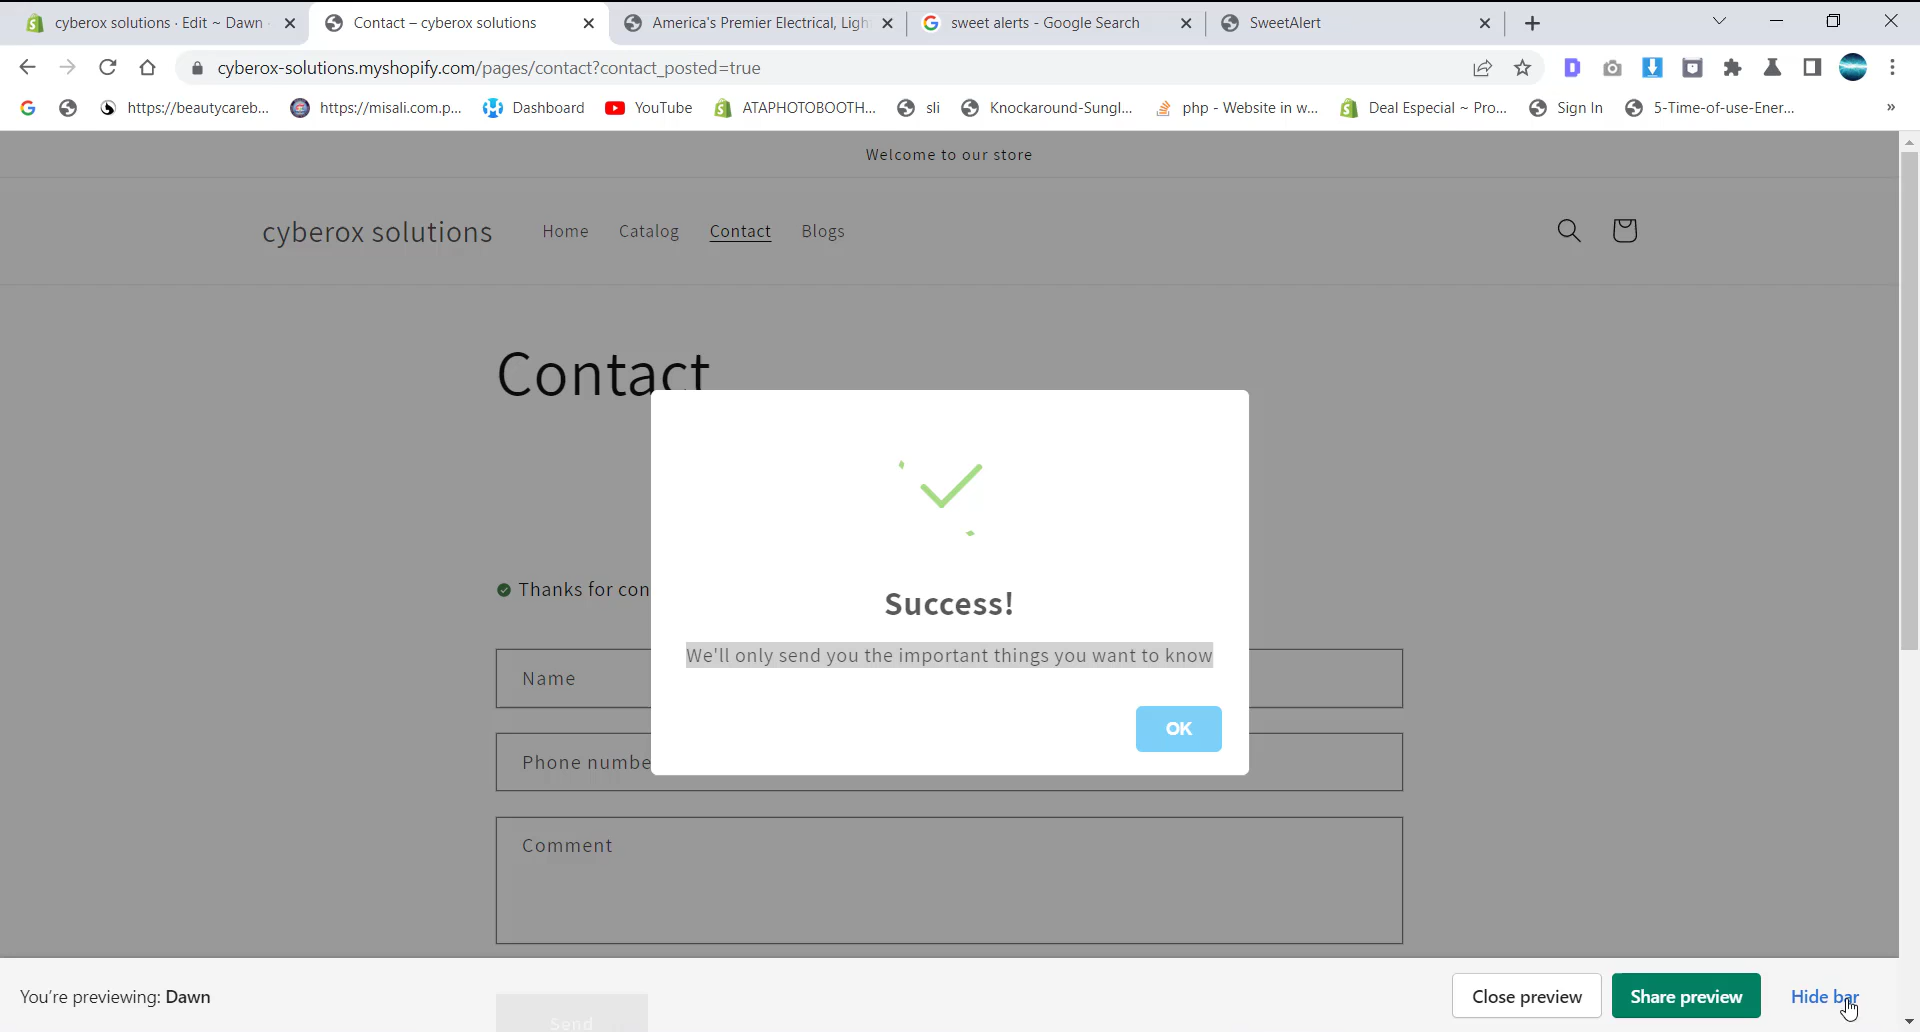 cyberox solutions · Edit ~ Dawn
Contact – cyberox solutions
America's Premier Electrical, Ligh
sweet alerts - Google Search
SweetAlert
cyberox-solutions.myshopify.com/pages/contact?contact_posted=true
https://beautycareb...
https://misali.com.p...
Dashboard
YouTube
ATAPHOTOBOOTH...
sli
Knockaround-Sungl...
php - Website in w...
Deal Especial ~ Pro...
Sign In
5-Time-of-use-Ener...
»
Welcome to our store
cyberox solutions
Home
Catalog
Contact
Blogs
Contact
Thanks for con
Success!
We'll only send you the important things you want to know
OK
Name
Phone numbe
Comment
Send
You're previewing: Dawn
Close preview
Share preview
Hide bar